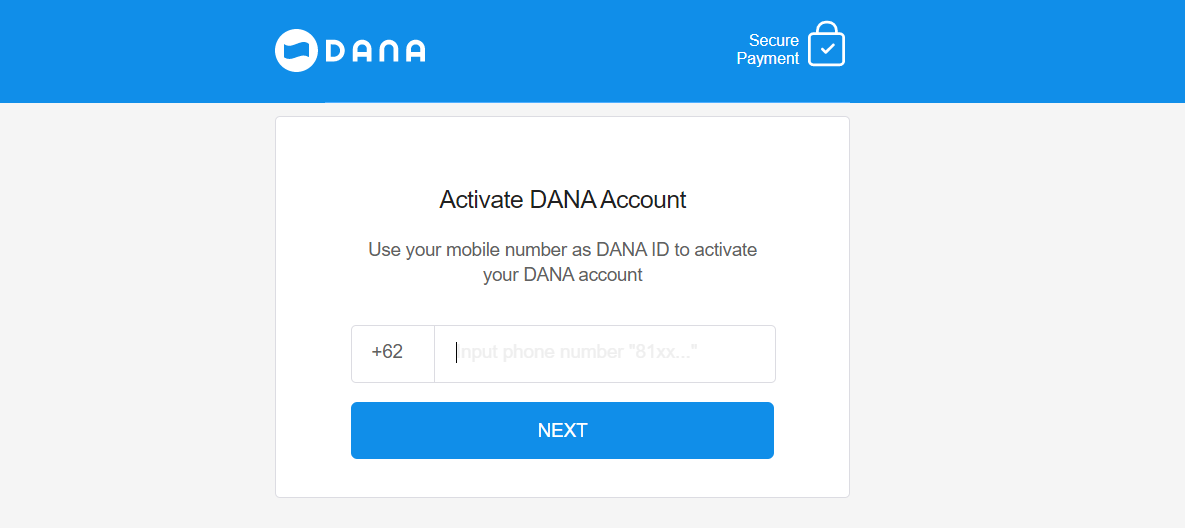 DANA
Secure
Payment
Activate DANA Account
Use your mobile number as DANA ID to activate
your DANA account
+62
Input phone number "81xx..."
NEXT